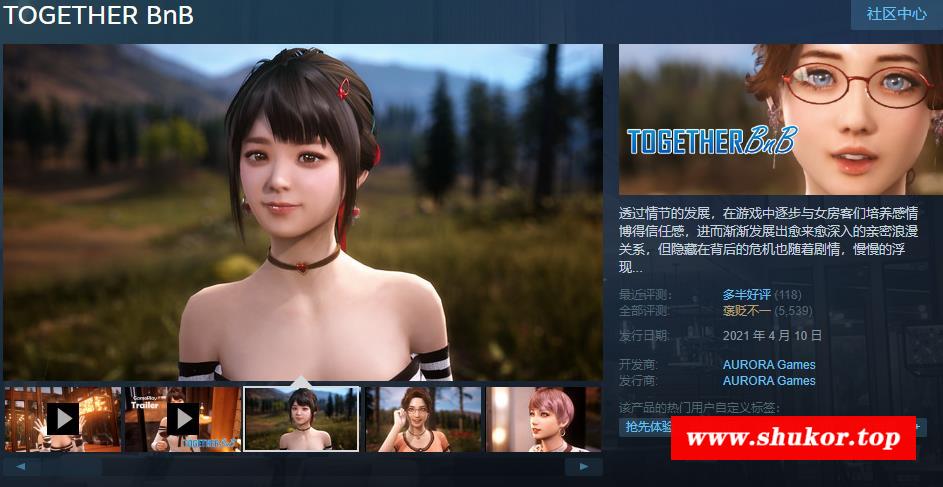 TOGETHER BnB
社区中心
TOGETHER BnB
透过情节的发展，在游戏中逐步与女房客们培养感情
博得信任感，进而渐渐发展出愈来愈深入的亲密浪漫
关系，但隐藏在背后的危机也随着剧情，慢慢的浮
现...
最近评测： 多半好评 (118)
全部评测： 褒贬不一 (5,539)
发行日期： 2021 年 4 月 10 日
开发商： AURORA Games
发行商： AURORA Games
该产品的热门用户自定义标签：
抢先体验
+
www.shukor.top
GamePlay
Trailer
TOGETHER BnB